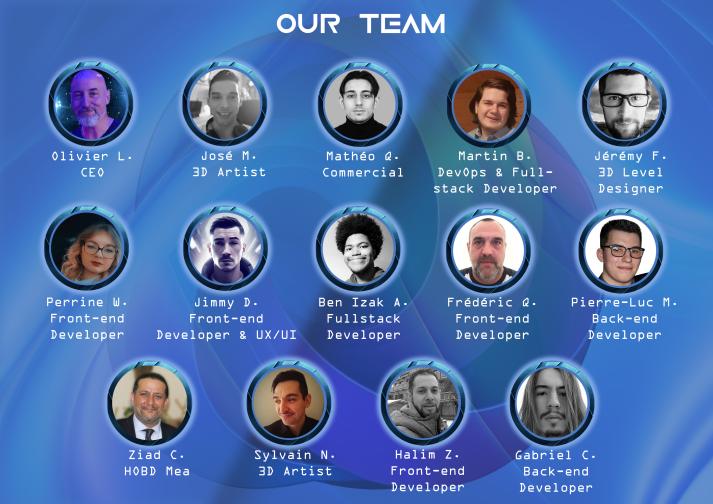 OUR TEAM
Olivier L.
CEO
José M.
3D Artist
Mathéo Q.
Commercial
Martin B.
DevOps & Full-
stack Developer
Jérémy F.
3D Level
Designer
Perrine W.
Front-end
Developer
Jimmy D.
Front-end
Developer & UX/UI
Ben Izak A.
Fullstack
Developer
Frédéric Q.
Front-end
Developer
Pierre-Luc M.
Back-end
Developer
Ziad C.
HOBD Mea
Sylvain N.
3D Artist
Halim Z.
Front-end
Developer
Gabriel C.
Back-end
Developer